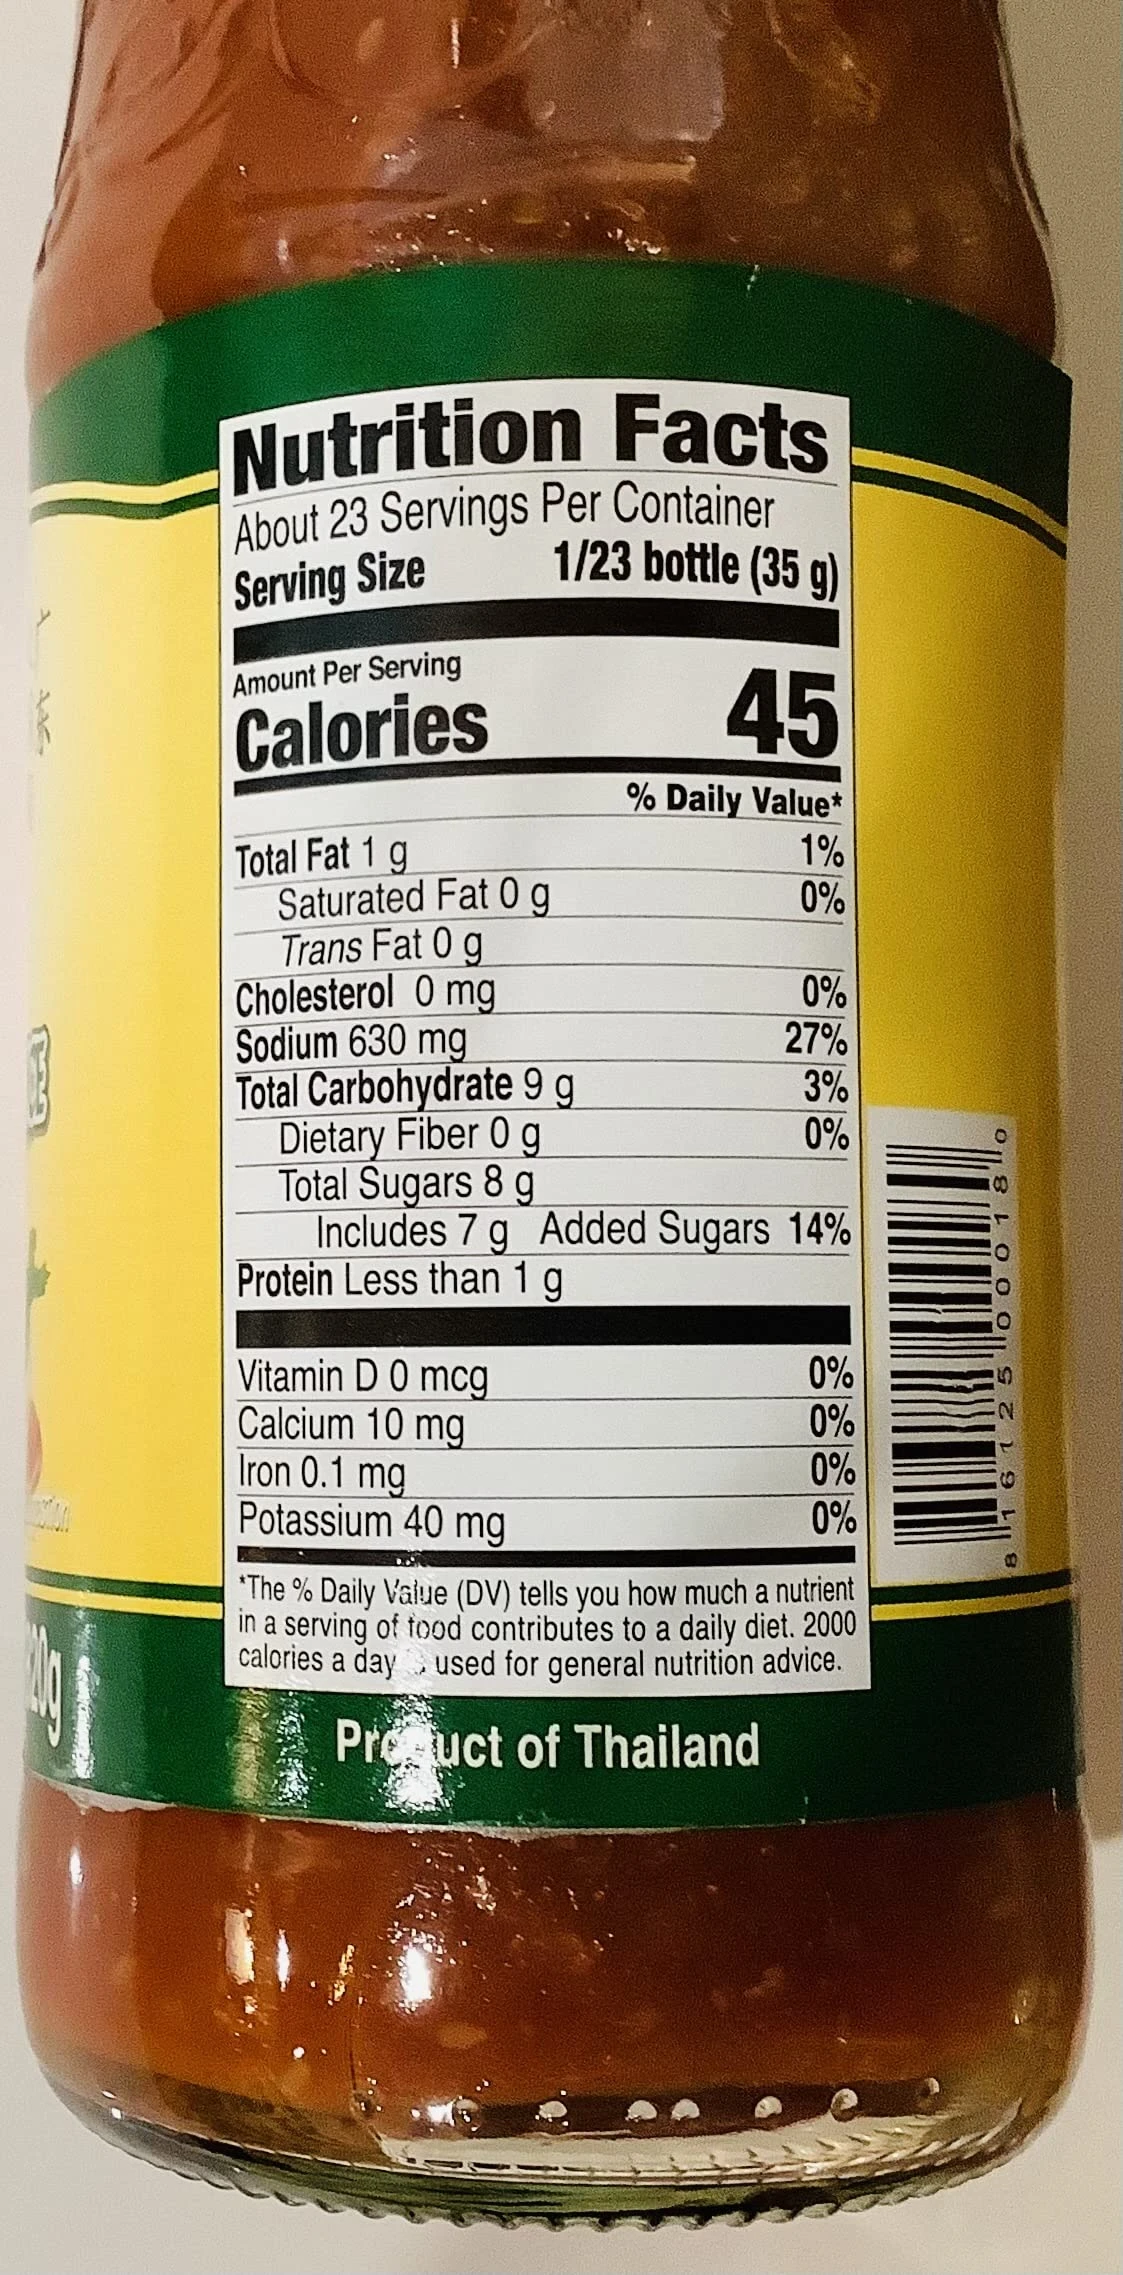 Nutrition Facts
About 23 Servings Per Container
Serving Size 1/23 bottle (35 g)
Amount Per Serving
Calories 45
% Daily Value*
Total Fat 1 g 1%
Saturated Fat 0 g 0%
Trans Fat 0 g
Cholesterol 0 mg 0%
Sodium 630 mg 27%
Total Carbohydrate 9 g 3%
Dietary Fiber 0 g 0%
Total Sugars 8 g
Includes 7 g Added Sugars 14%
Protein Less than 1 g
Vitamin D 0 mcg 0%
Calcium 10 mg 0%
Iron 0.1 mg 0%
Potassium 40 mg 0%
*The % Daily Value (DV) tells you how much a nutrient
in a serving of food contributes to a daily diet. 2000
calories a day used for general nutrition advice.
Product of Thailand
8 16125 00018 0